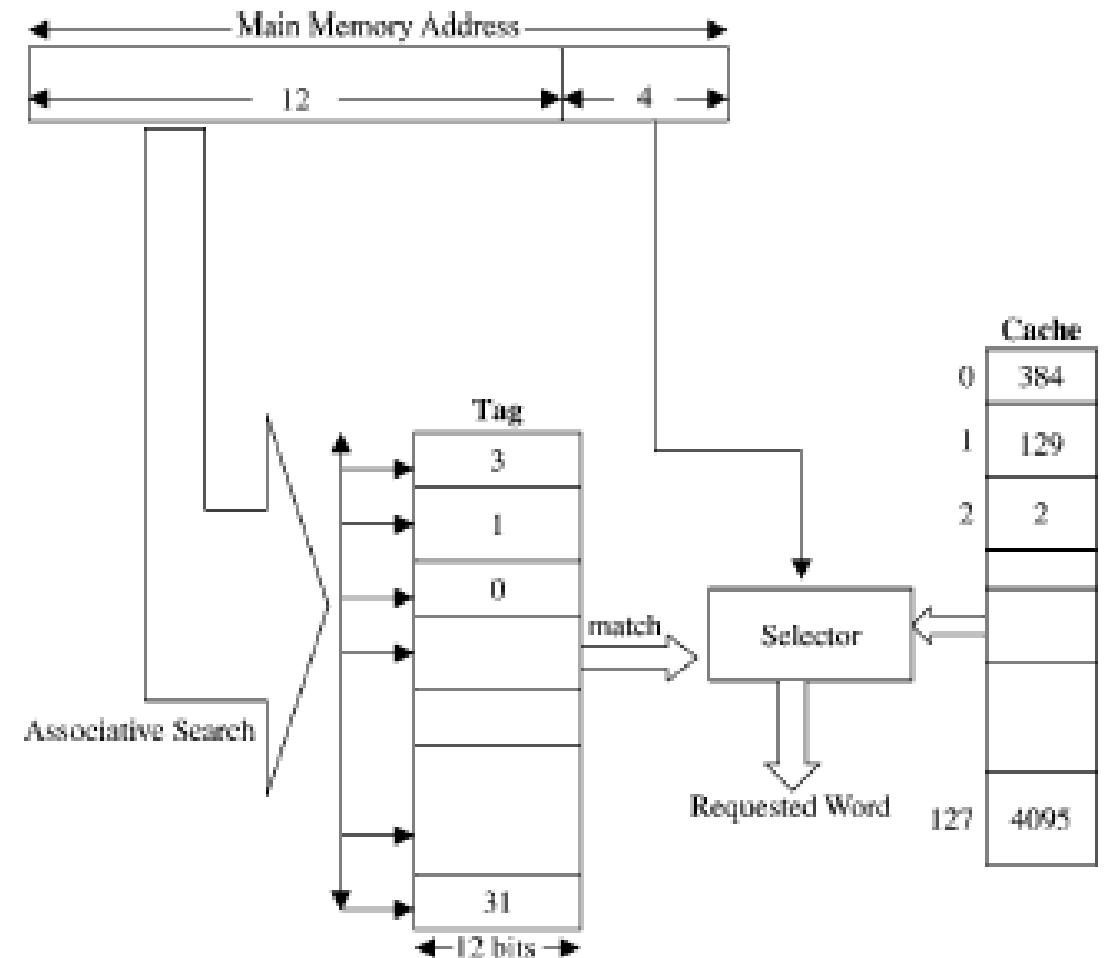 Main Memory Address
12
4
Cache
0
384
Tag
1
129
3
2
2
1
0
match
Selector
Associative Search
Requested Word
127
4095
31
12 bits